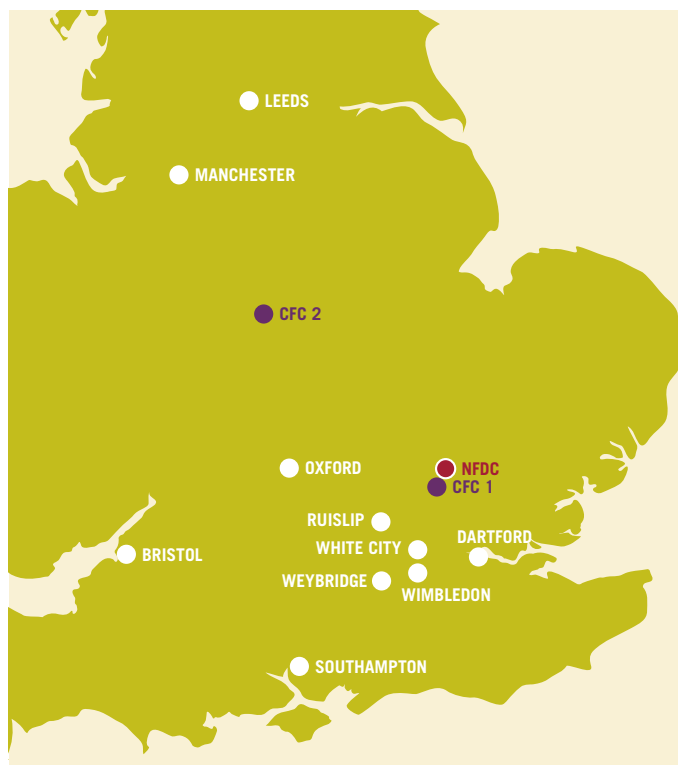 LEEDS
MANCHESTER
CFC 2
OXFORD
NFDC
CFC 1
RUISLIP
DARTFORD
WHITE CITY
BRISTOL
WEYBRIDGE
WIMBLEDON
SOUTHAMPTON